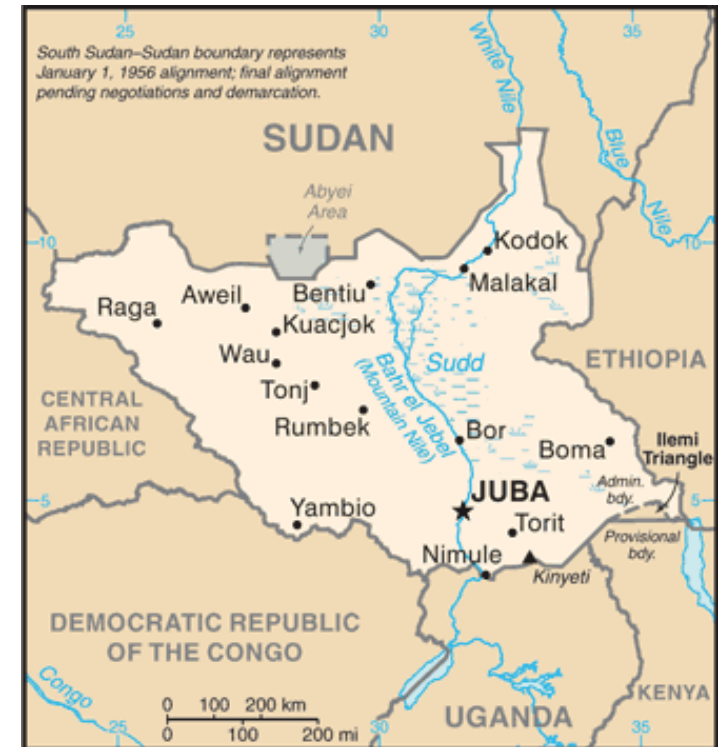 25
30
35
South Sudan–Sudan boundary represents
January 1, 1956 alignment; final alignment
pending negotiations and demarcation.
White Nile
SUDAN
Blue
Nile
Abyei
Area
10
10
Kodok
Malakal
Bentiu
Aweil
Raga
Kuacjok
Wau
Sudd
ETHIOPIA
Tonj
Bahr el Jebel
(Mountain Nile)
CENTRAL
AFRICAN
REPUBLIC
Rumbek
Bor
Boma
Ilemi
Triangle
Admin.
bdy.
JUBA
5
5
Yambio
Torit
Provisional
bdy.
Nimule
Kinyeti
DEMOCRATIC REPUBLIC
OF THE CONGO
Congo
0 100 200 km
0 100 200 mi
KENYA
UGANDA
25
30
35